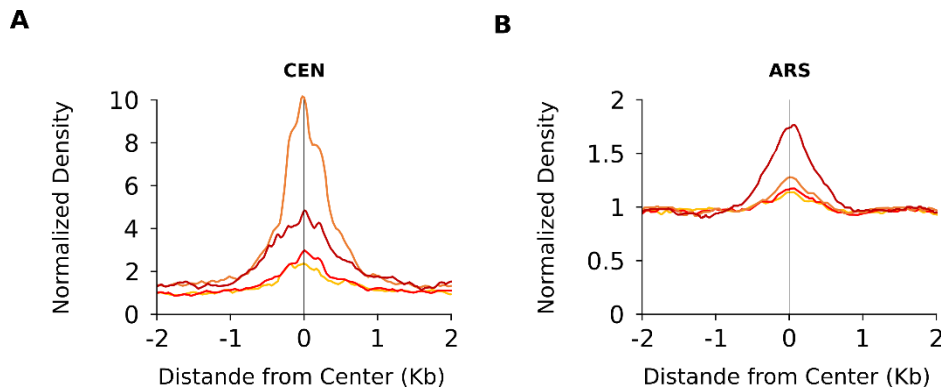 A
CEN
Normalized Density
10
8
6
4
2
0
-2 -1 0 1 2
Distande from Center (Kb)
B
ARS
Normalized Density
2
1.5
1
0.5
0
-2 -1 0 1 2
Distande from Center (Kb)